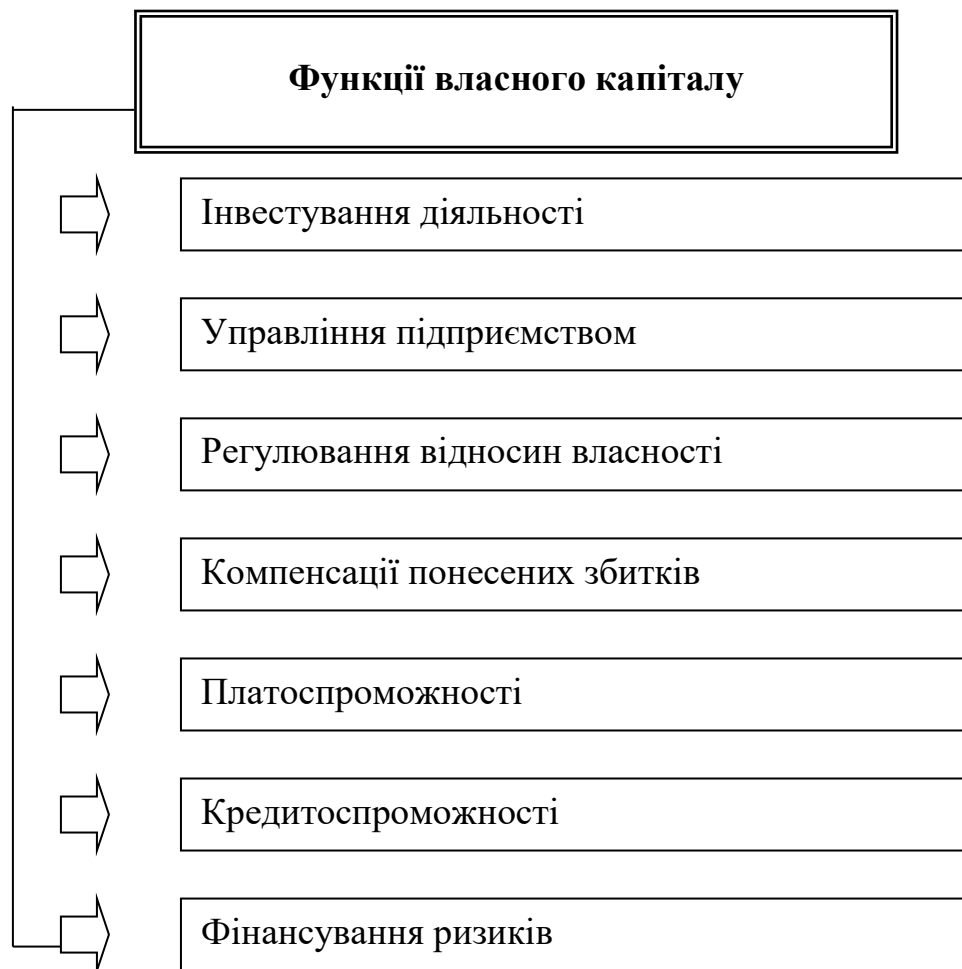 Функції власного капіталу
Інвестування діяльності
Управління підприємством
Регулювання відносин власності
Компенсації понесених збитків
Платоспроможності
Кредитоспроможності
Фінансування ризиків